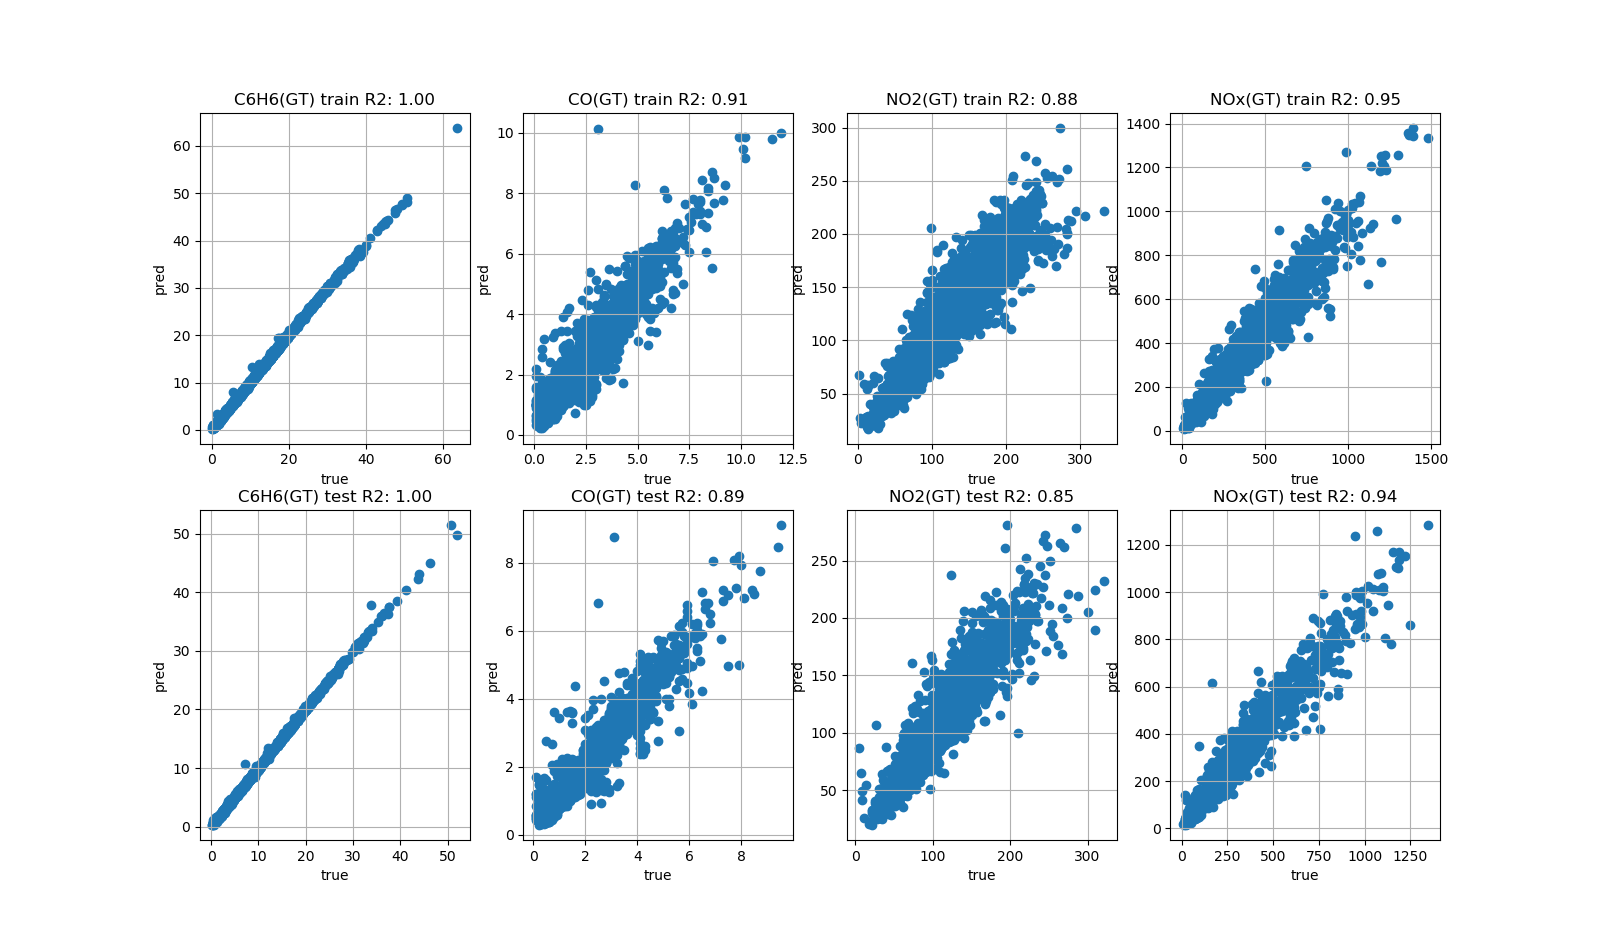 C6H6(GT) train R2: 1.00
60
50
40
30
20
10
0
pred
0 20 40 60
true
CO(GT) train R2: 0.91
10
8
6
4
2
0
pred
0.0 2.5 5.0 7.5 10.0 12.5
true
NO2(GT) train R2: 0.88
300
250
200
150
100
50
pred
0 100 200 300
true
NOx(GT) train R2: 0.95
1400
1200
1000
800
600
400
200
0
pred
0 500 1000 1500
true
C6H6(GT) test R2: 1.00
50
40
30
20
10
0
pred
0 10 20 30 40 50
true
CO(GT) test R2: 0.89
8
6
4
2
0
pred
0 2 4 6 8
true
NO2(GT) test R2: 0.85
250
200
150
100
50
pred
0 100 200 300
true
NOx(GT) test R2: 0.94
1200
1000
800
600
400
200
0
pred
0 250 500 750 1000 1250
true